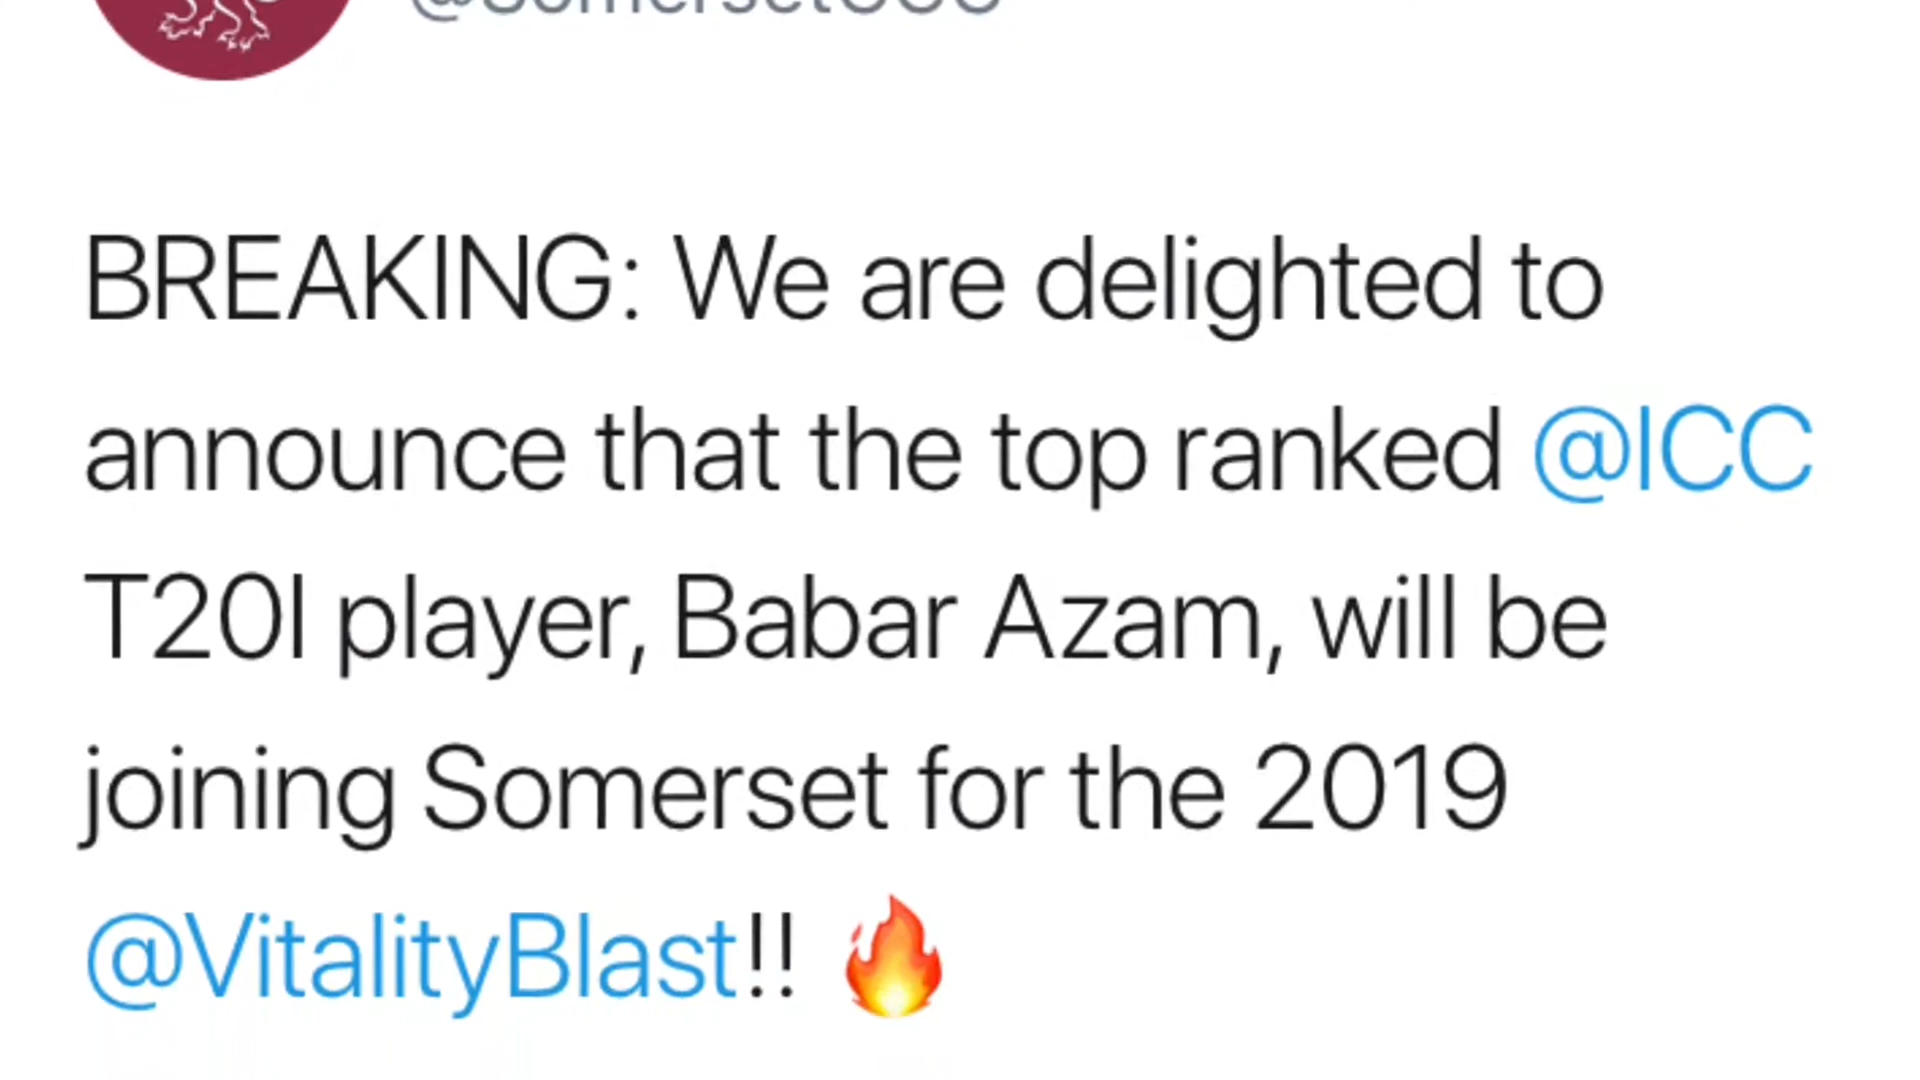 @SomersetCCC
BREAKING: We are delighted to
announce that the top ranked @ICC
T20I player, Babar Azam, will be
joining Somerset for the 2019
@VitalityBlast!! 🔥